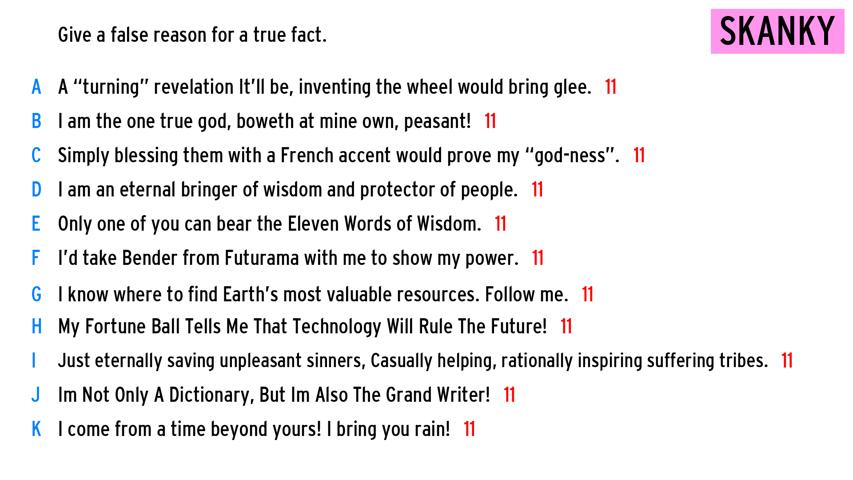 Give a false reason for a true fact.
SKANKY
A A “turning” revelation It’ll be, inventing the wheel would bring glee. 11
B I am the one true god, boweth at mine own, peasant! 11
C Simply blessing them with a French accent would prove my “god-ness”. 11
D I am an eternal bringer of wisdom and protector of people. 11
E Only one of you can bear the Eleven Words of Wisdom. 11
F I’d take Bender from Futurama with me to show my power. 11
G I know where to find Earth’s most valuable resources. Follow me. 11
H My Fortune Ball Tells Me That Technology Will Rule The Future! 11
I Just eternally saving unpleasant sinners, Casually helping, rationally inspiring suffering tribes. 11
J Im Not Only A Dictionary, But Im Also The Grand Writer! 11
K I come from a time beyond yours! I bring you rain! 11